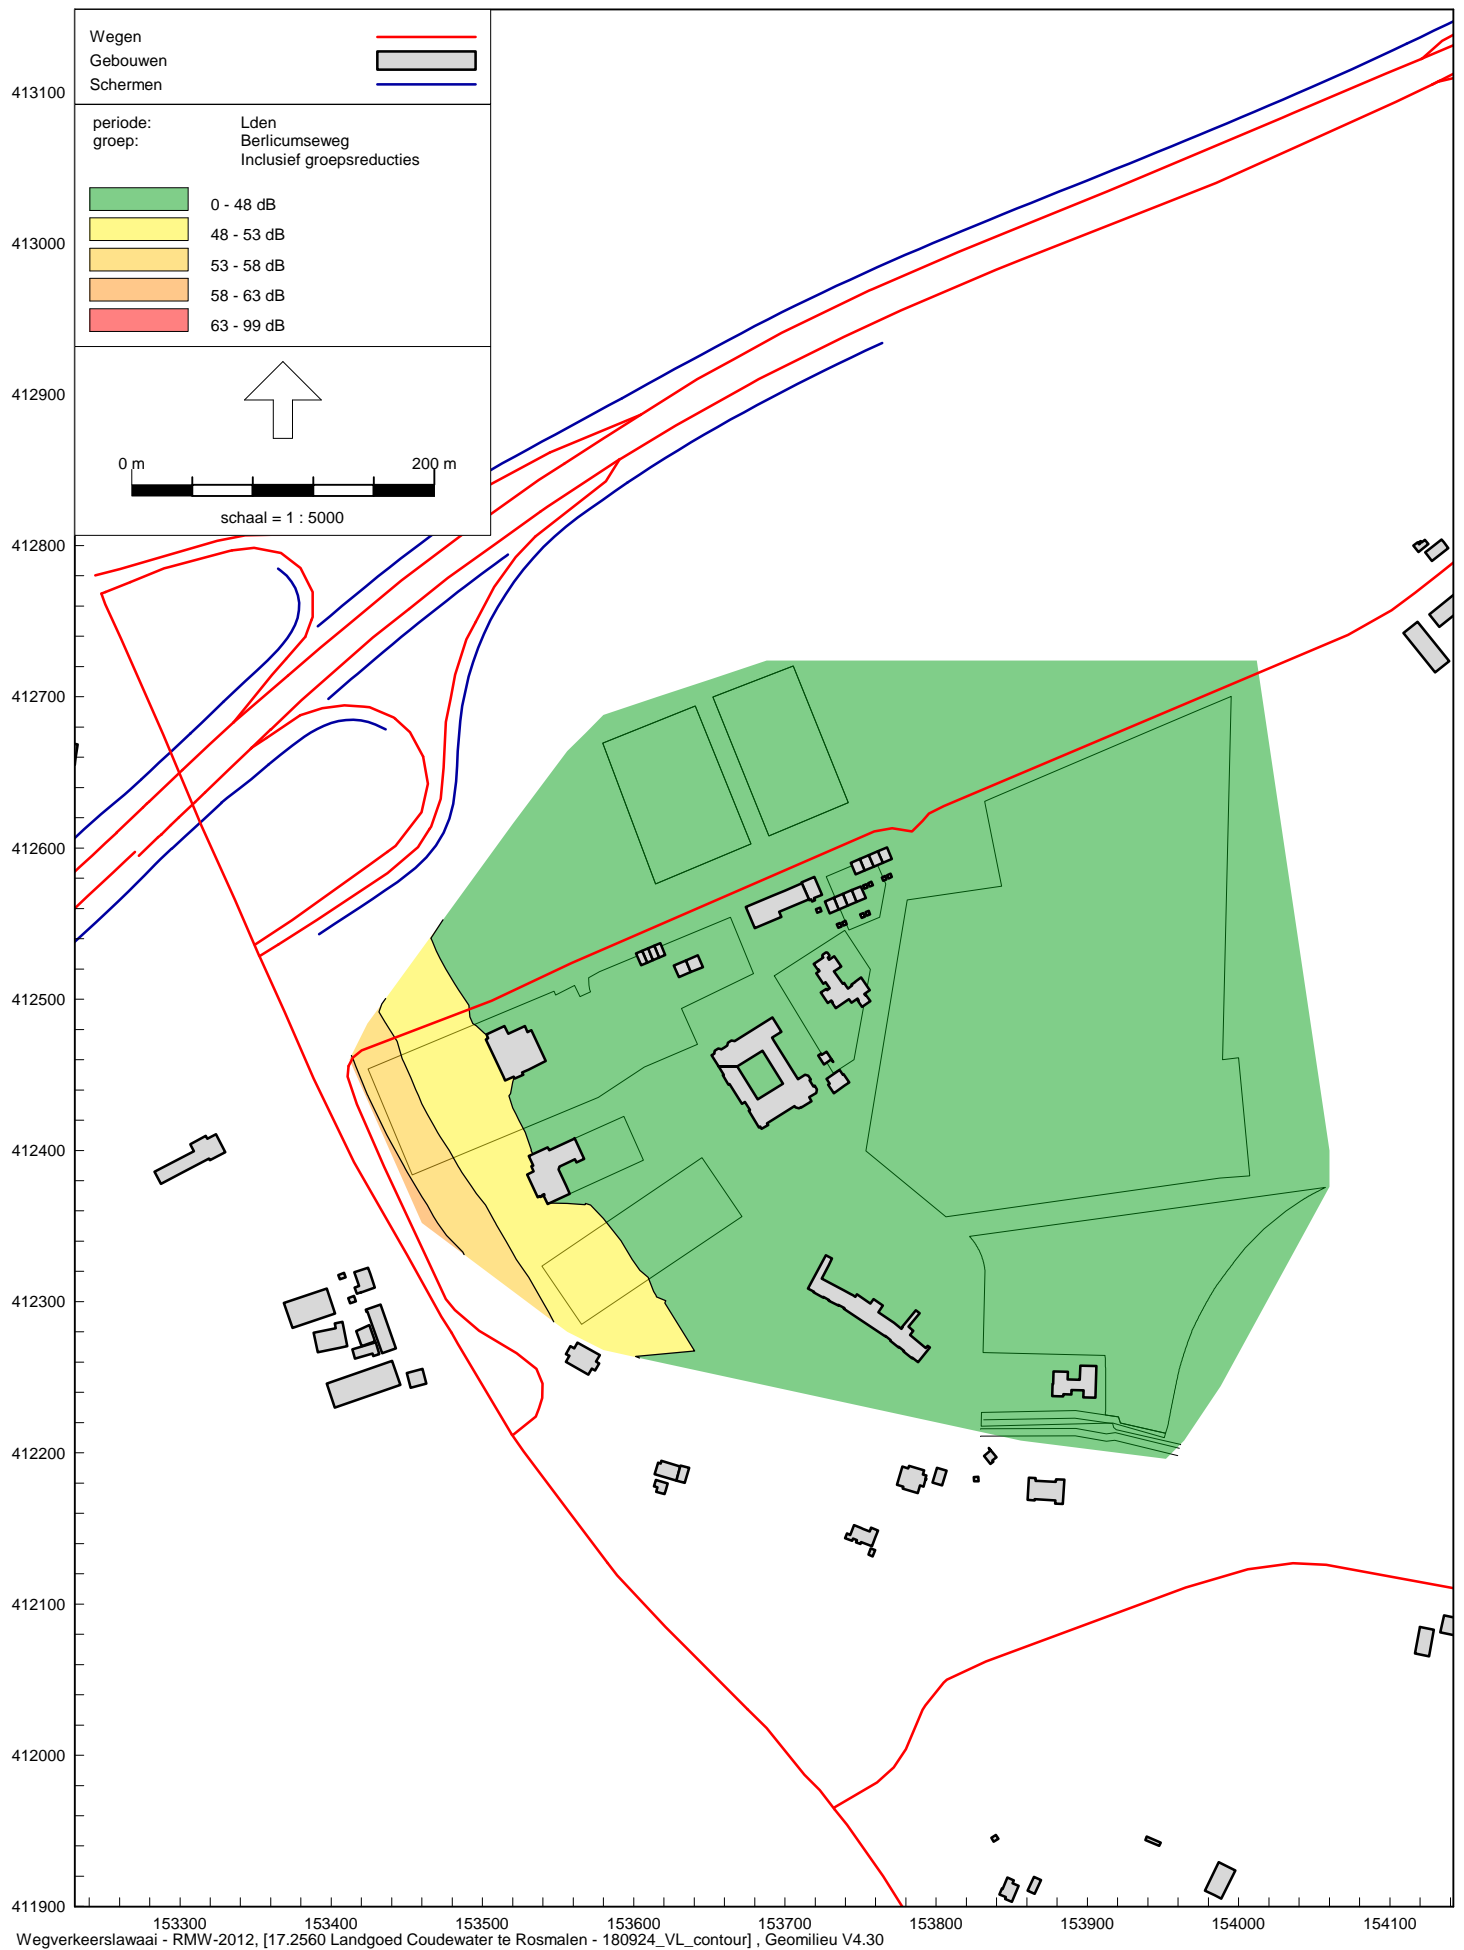 Wegen
Gebouwen
Schermen
periode: Lden
groep: Berlicumseweg
Inclusief groepsreducties
0 - 48 dB
48 - 53 dB
53 - 58 dB
58 - 63 dB
63 - 99 dB
0 m 200 m
schaal = 1 : 5000
413100
413000
412900
412800
412700
412600
412500
412400
412300
412200
412100
412000
411900
153300 153400 153500 153600 153700 153800 153900 154000 154100
Wegverkeerslawaai - RMW-2012, [17.2560 Landgoed Coudewater te Rosmalen - 180924_VL_contour] , Geomilieu V4.30